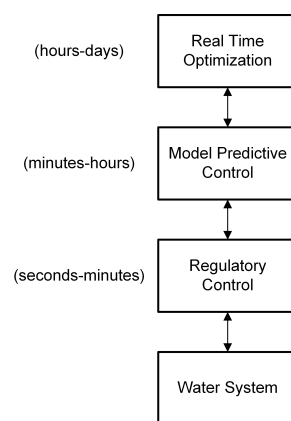 (hours-days)
Real Time
Optimization
(minutes-hours)
Model Predictive
Control
(seconds-minutes)
Regulatory
Control
Water System